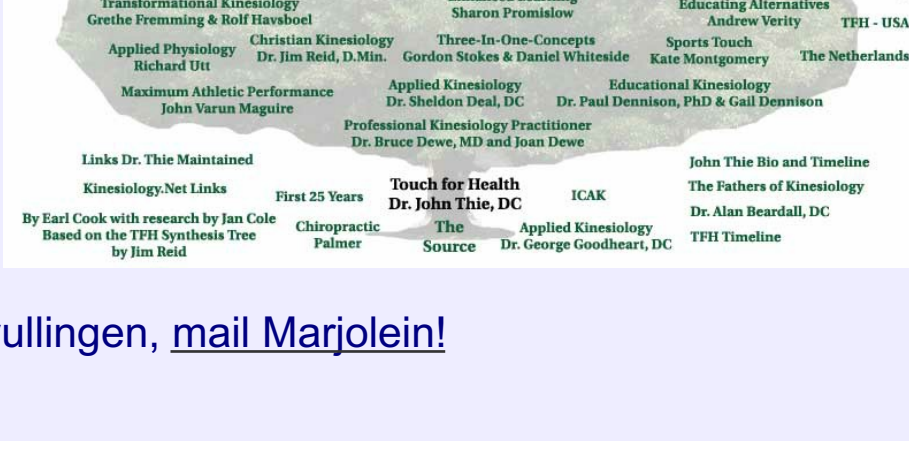 Transformational Kinesiology
Grethe Fremming & Rolf Havsboel
Sharon Promislow
Educating Alternatives
Andrew Verity
TFH - USA
Applied Physiology
Richard Utt
Christian Kinesiology
Dr. Jim Reid, D.Min.
Three-In-One-Concepts
Gordon Stokes & Daniel Whiteside
Sports Touch
Kate Montgomery
The Netherlands
Maximum Athletic Performance
John Varun Maguire
Applied Kinesiology
Dr. Sheldon Deal, DC
Educational Kinesiology
Dr. Paul Dennison, PhD & Gail Dennison
Professional Kinesiology Practitioner
Dr. Bruce Dewe, MD and Joan Dewe
Links Dr. Thie Maintained
Kinesiology.Net Links
By Earl Cook with research by Jan Cole
Based on the TFH Synthesis Tree
by Jim Reid
First 25 Years
Chiropractic
Palmer
Touch for Health
Dr. John Thie, DC
The
Source
ICAK
Applied Kinesiology
Dr. George Goodheart, DC
John Thie Bio and Timeline
The Fathers of Kinesiology
Dr. Alan Beardall, DC
TFH Timeline
ullingen, mail Marjolein!